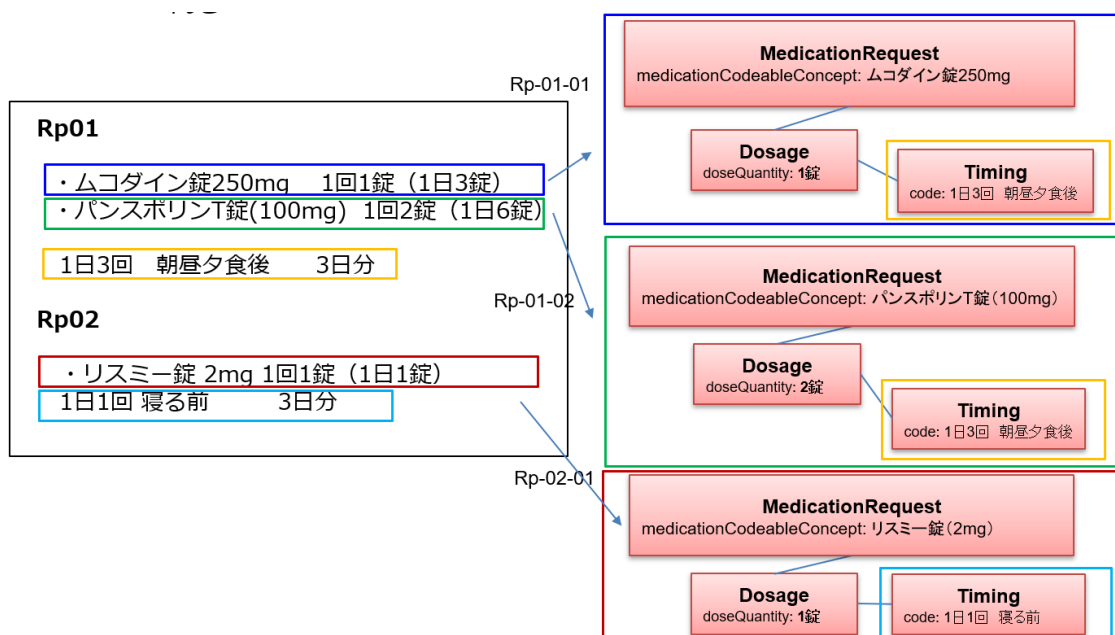 Rp01
・ムコダイン錠250mg 1回1錠（1日3錠）
・パンスポリンT錠(100mg) 1回2錠（1日6錠）
1日3回 朝昼夕食後 3日分
Rp02
・リスミー錠 2mg 1回1錠（1日1錠）
1日1回 寝る前 3日分
Rp-01-01
MedicationRequest
medicationCodeableConcept: ムコダイン錠250mg
Dosage
doseQuantity: 1錠
Timing
code: 1日3回 朝昼夕食後
Rp-01-02
MedicationRequest
medicationCodeableConcept: パンスポリンT錠（100mg）
Dosage
doseQuantity: 2錠
Timing
code: 1日3回 朝昼夕食後
Rp-02-01
MedicationRequest
medicationCodeableConcept: リスミー錠（2mg）
Dosage
doseQuantity: 1錠
Timing
code: 1日1回 寝る前